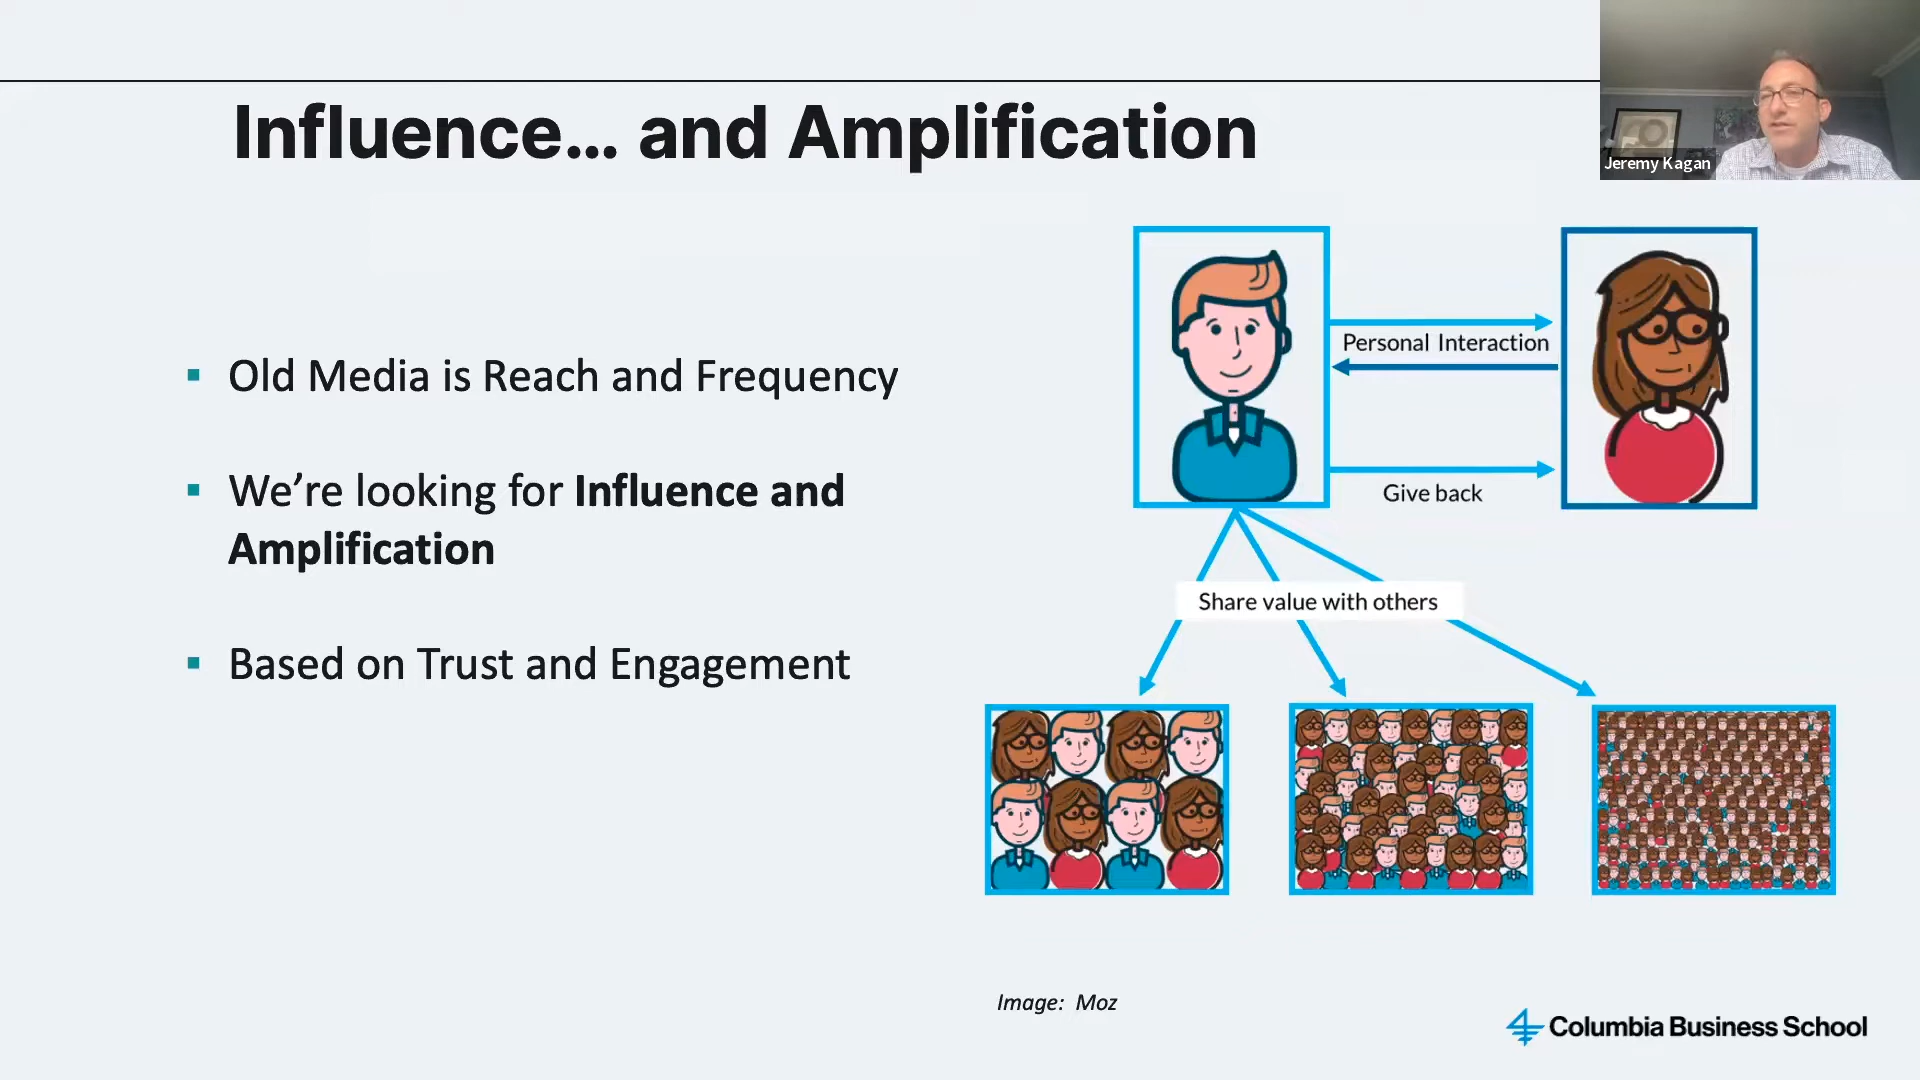 Influence... and Amplification
Jeremy Kagan
▪ Old Media is Reach and Frequency
▪ We’re looking for Influence and
Amplification
▪ Based on Trust and Engagement
Personal Interaction
Give back
Share value with others
Image: Moz
Columbia Business School